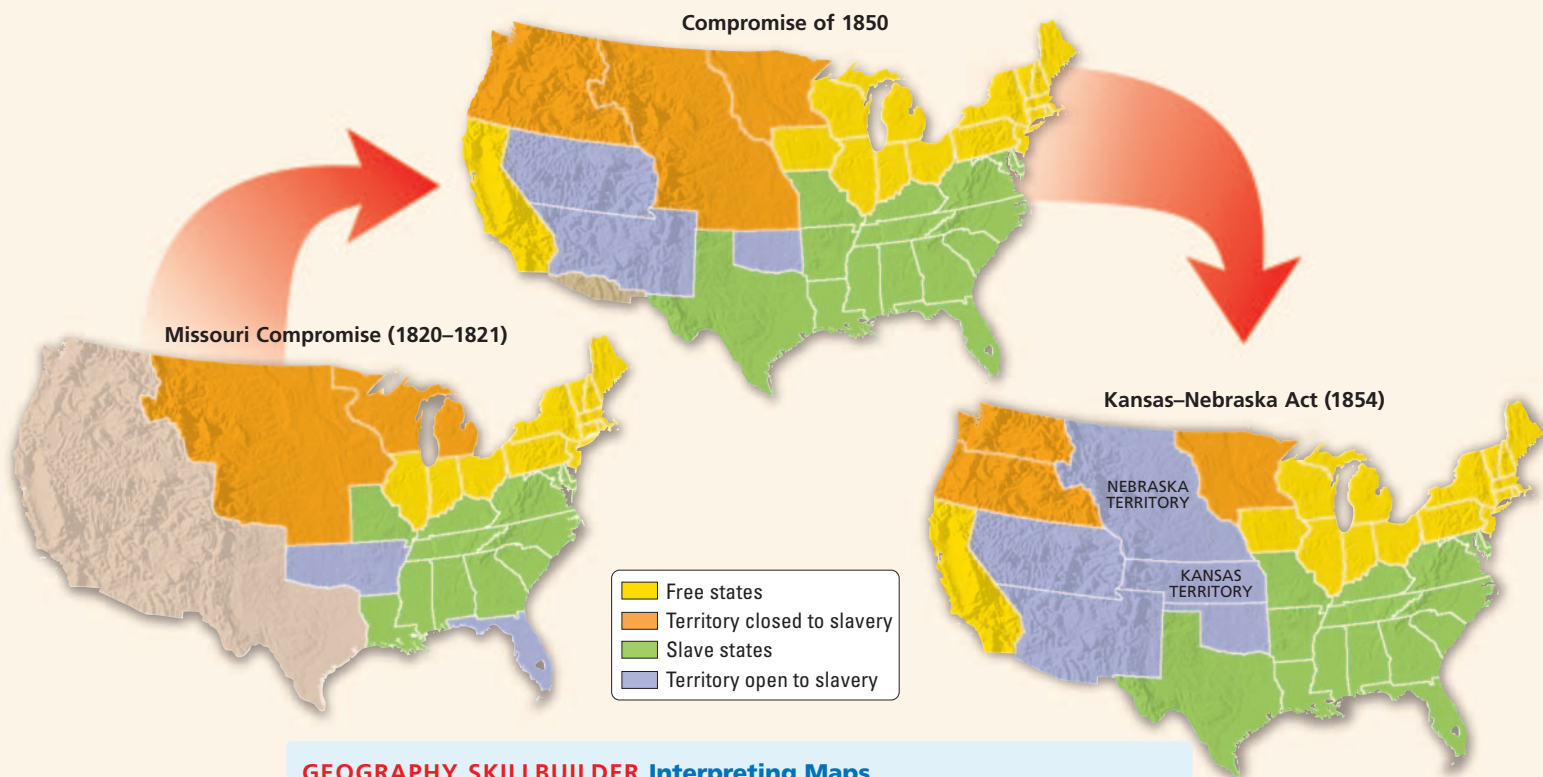 Compromise of 1850
Missouri Compromise (1820–1821)
Kansas–Nebraska Act (1854)
NEBRASKA
TERRITORY
KANSAS
TERRITORY
Free states
Territory closed to slavery
Slave states
Territory open to slavery
GEOGRAPHY SKILLBUILDER Interpreting Maps